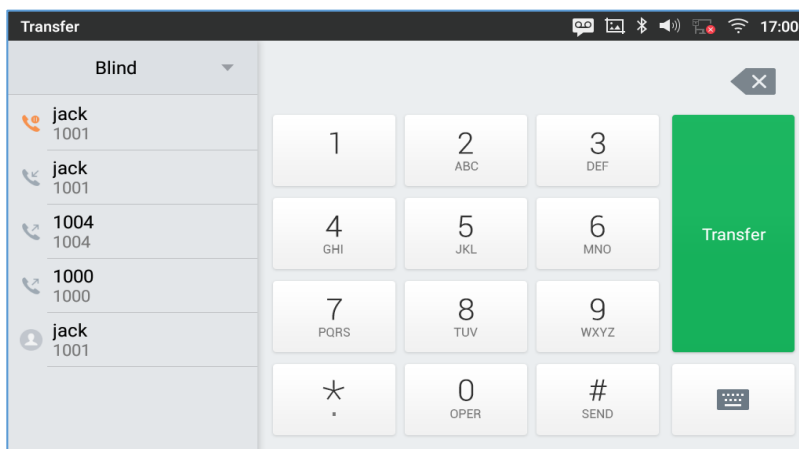 Transfer
17:00
Blind
jack
1001
jack
1001
1004
1004
1000
1000
jack
1001
1
2
ABC
3
DEF
4
GHI
5
JKL
6
MNO
7
PQRS
8
TUV
9
WXYZ
*
.
0
OPER
#
SEND
Transfer